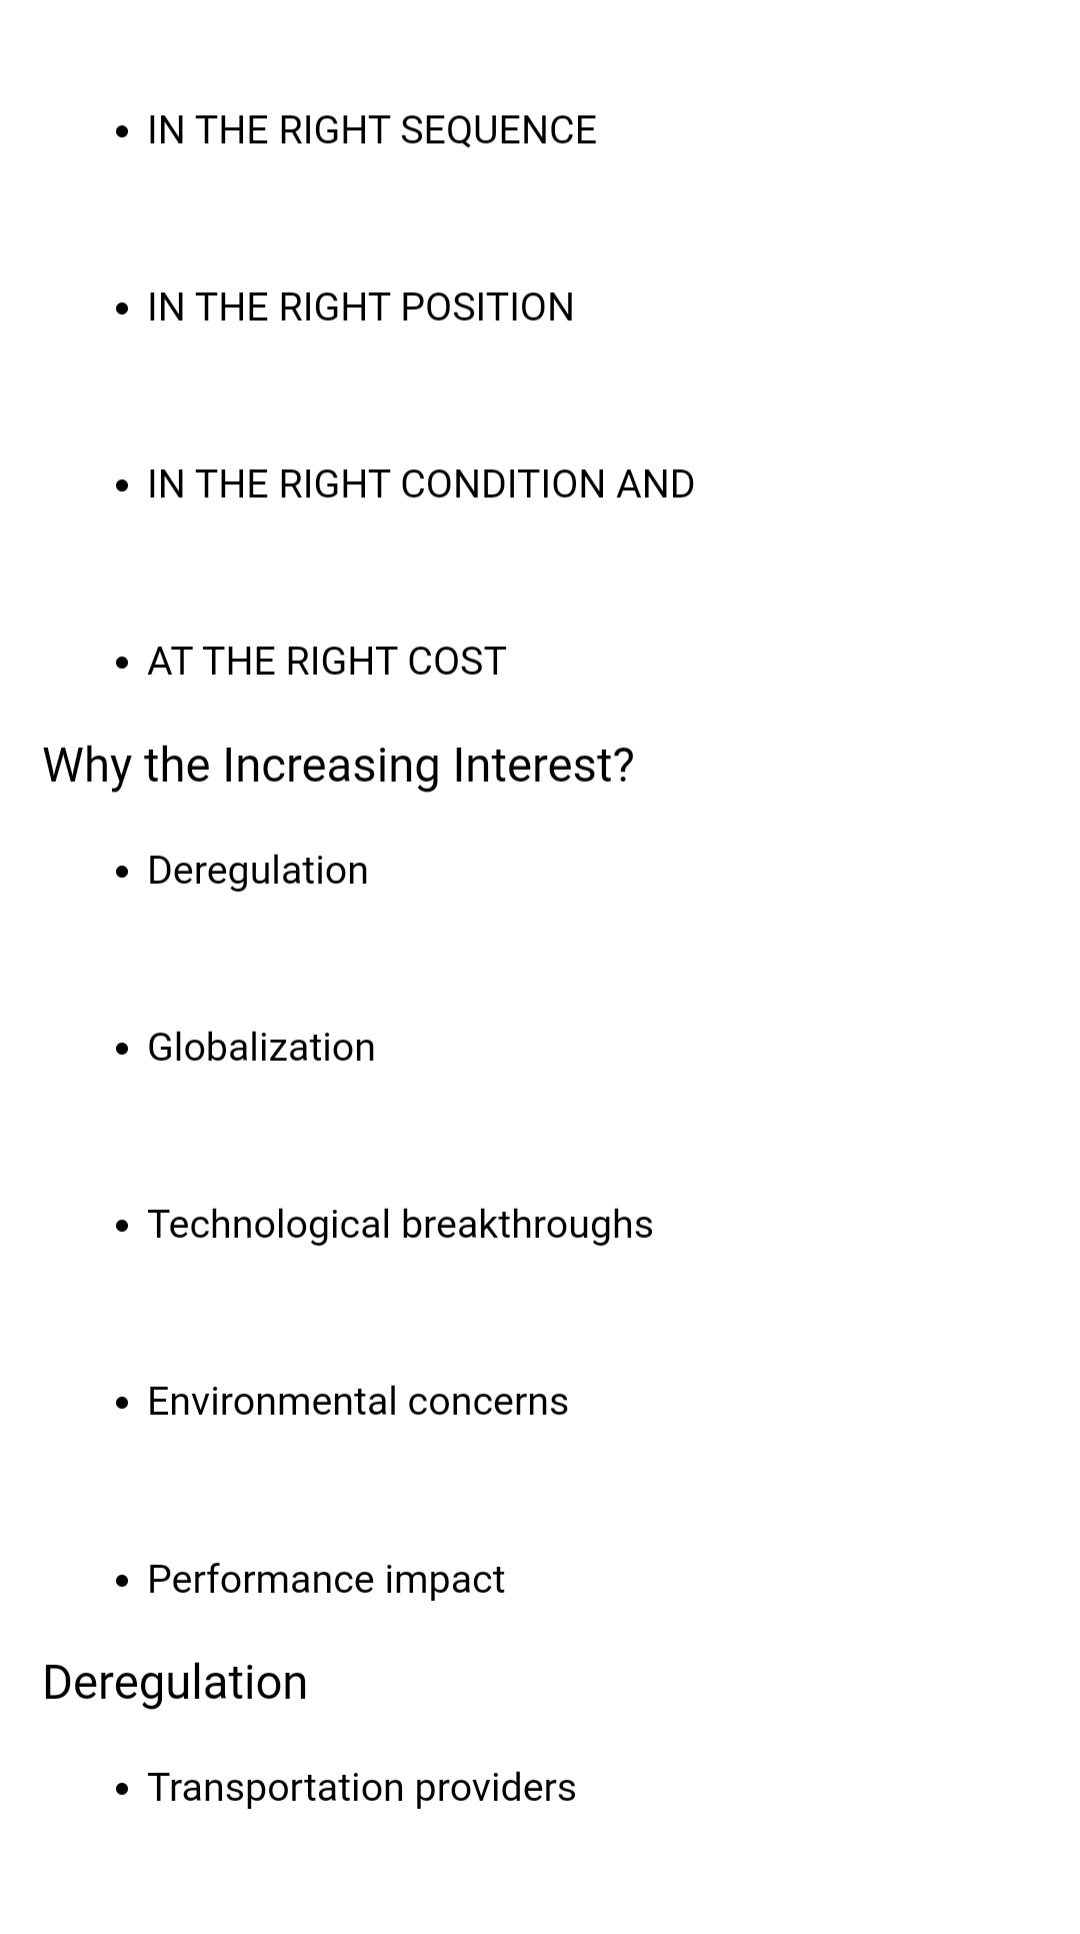 • IN THE RIGHT SEQUENCE
• IN THE RIGHT POSITION
• IN THE RIGHT CONDITION AND
• AT THE RIGHT COST
Why the Increasing Interest?
• Deregulation
• Globalization
• Technological breakthroughs
• Environmental concerns
• Performance impact
Deregulation
• Transportation providers